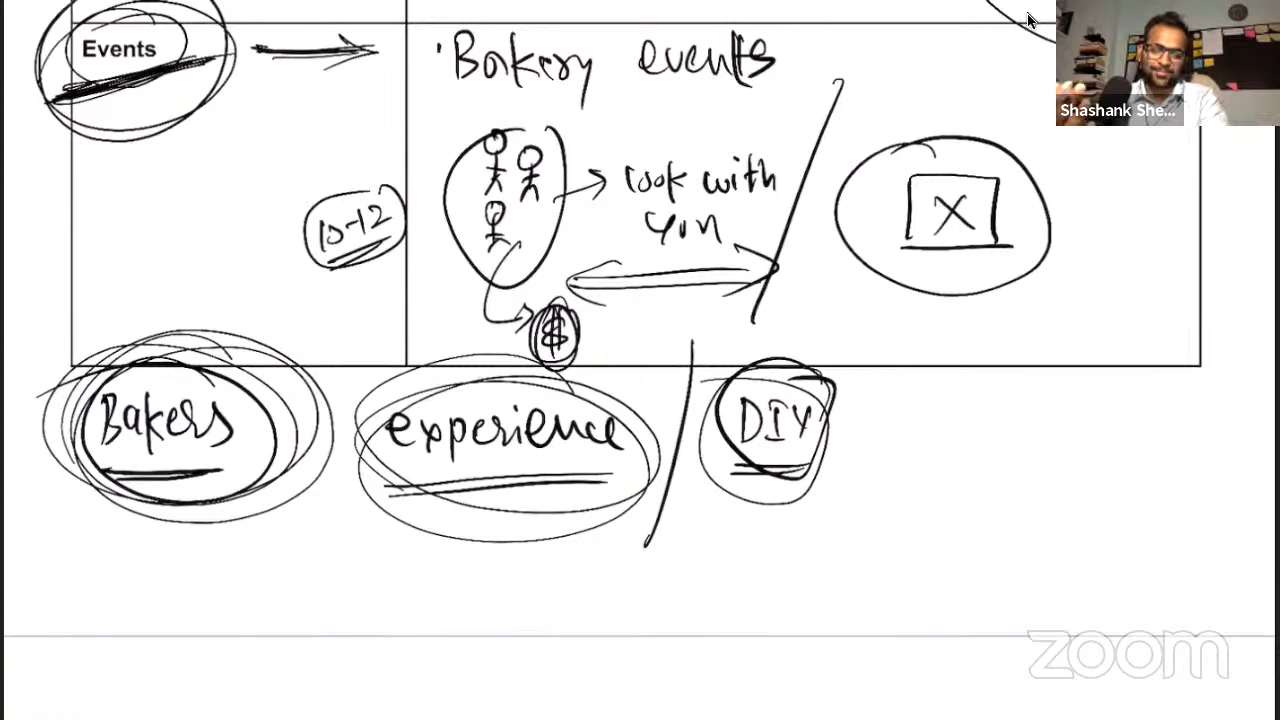 Events
Bakery events
Shashank She...
cook with
you
10-12
X
$
Bakers experience / DIY
zoom